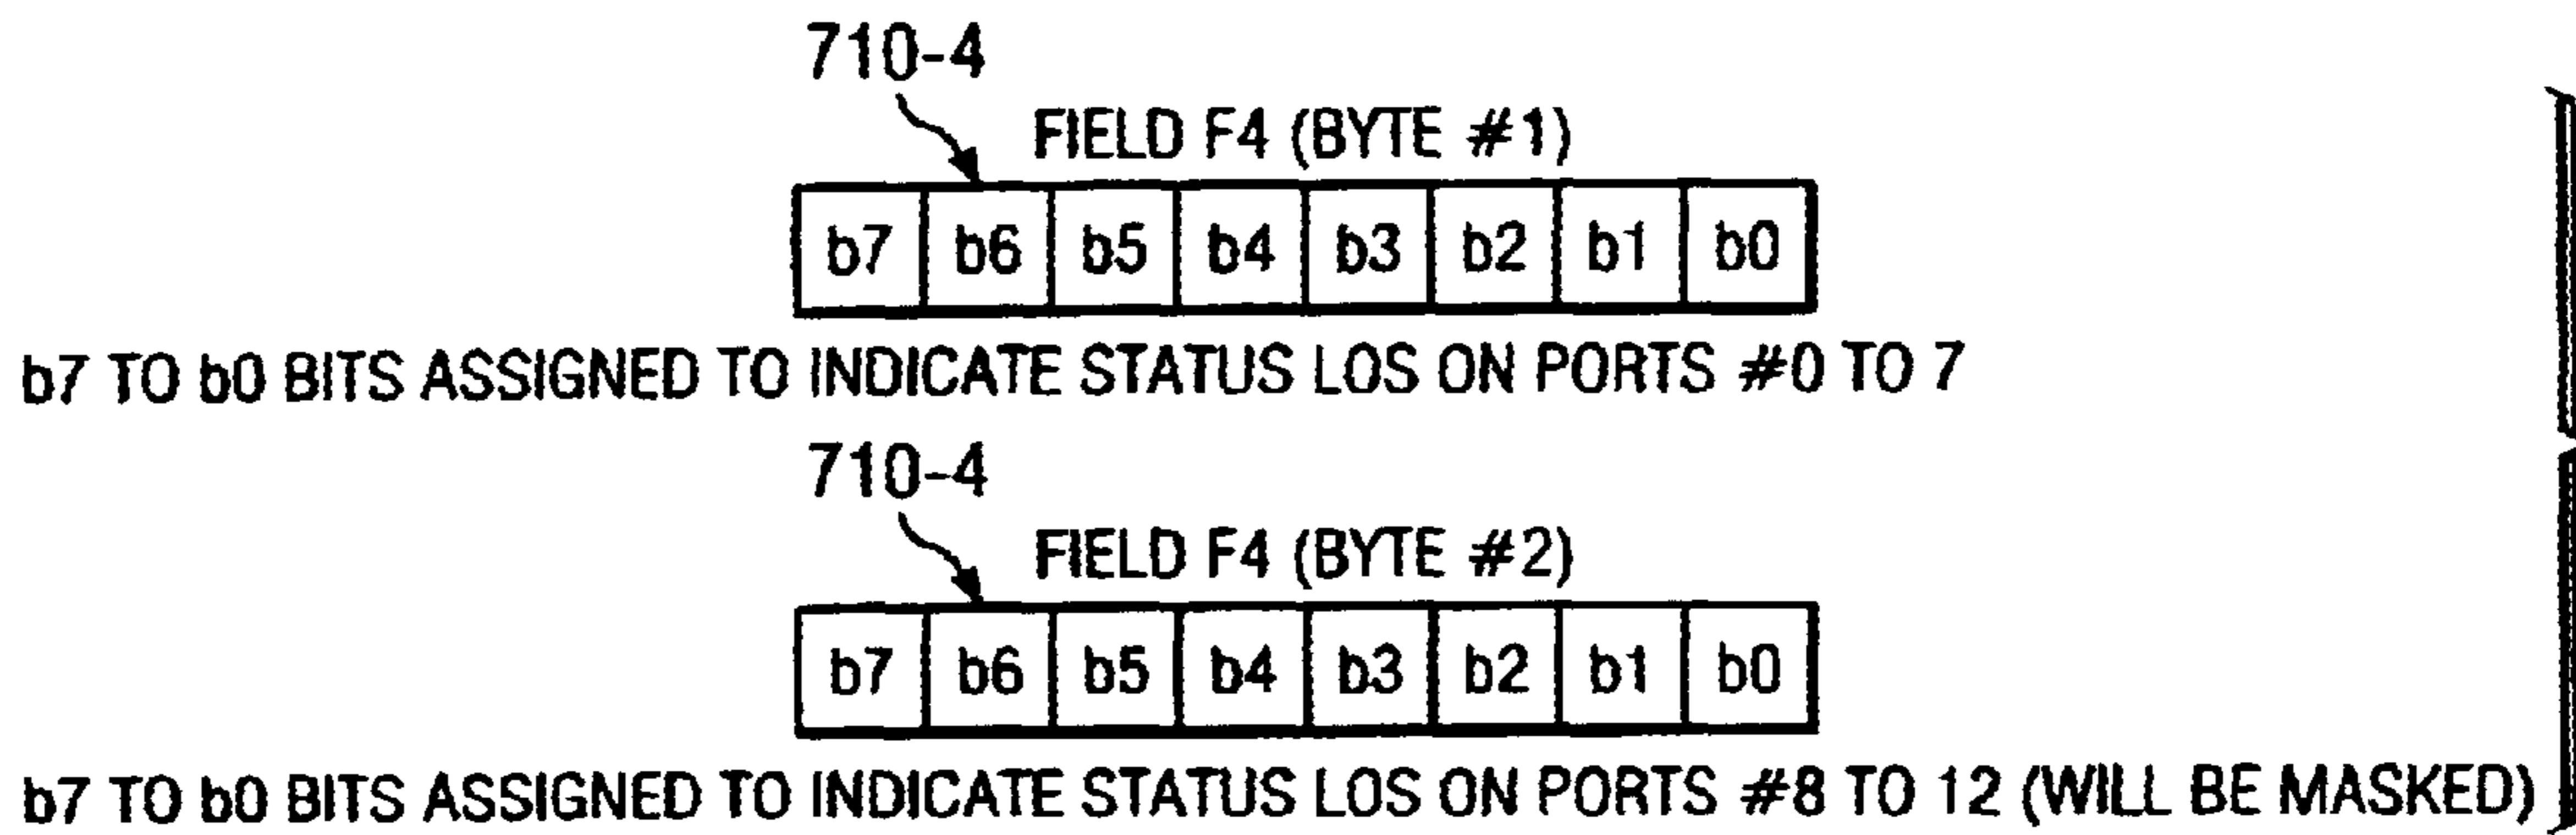 710-4
FIELD F4 (BYTE #1)
b7 b6 b5 b4 b3 b2 b1 b0
b7 TO b0 BITS ASSIGNED TO INDICATE STATUS LOS ON PORTS #0 TO 7
710-4
FIELD F4 (BYTE #2)
b7 b6 b5 b4 b3 b2 b1 b0
b7 TO b0 BITS ASSIGNED TO INDICATE STATUS LOS ON PORTS #8 TO 12 (WILL BE MASKED)